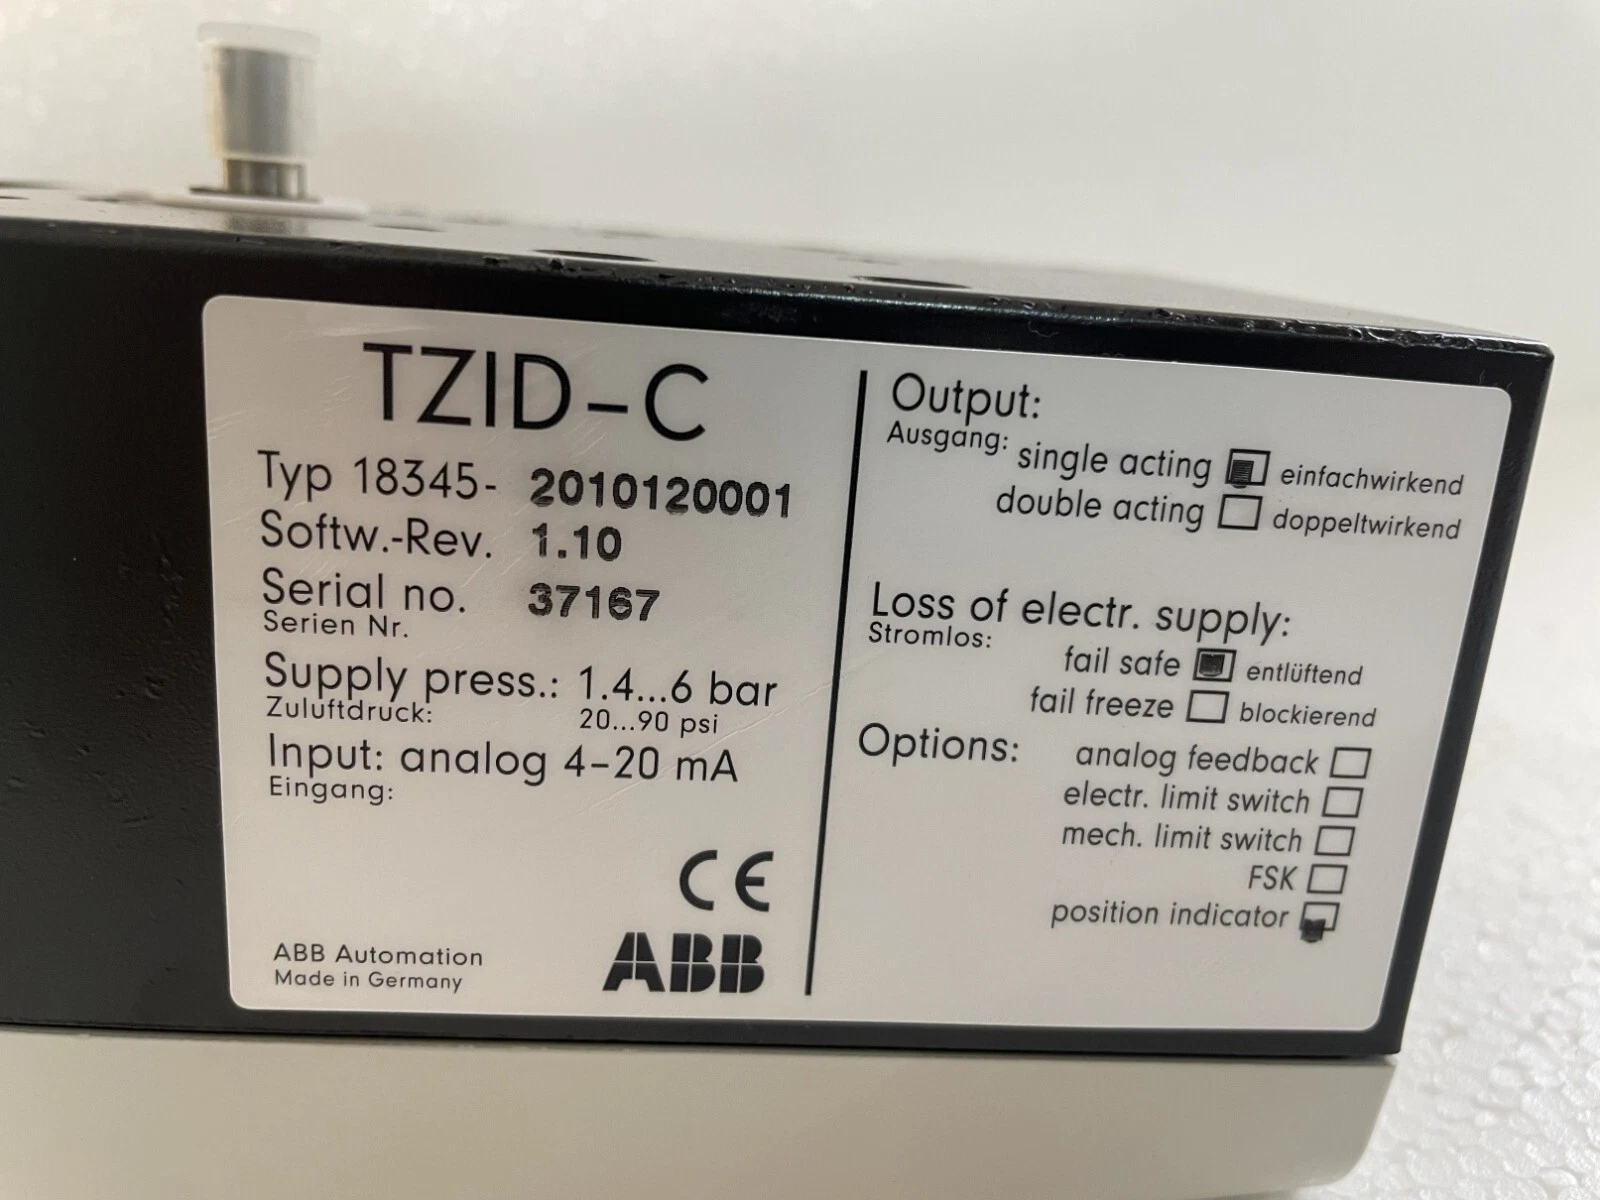 TZID-C
Typ 18345- 2010120001
Softw.-Rev. 1.10
Serial no. 37167
Serien Nr.
Supply press.: 1.4...6 bar
Zuluftdruck: 20...90 psi
Input: analog 4-20 mA
Eingang:
CE
ABB Automation
Made in Germany
ABB
Output:
Ausgang: single acting einfachwirkend
double acting doppeltwirkend
Loss of electr. supply:
Stromlos: fail safe entlüftend
fail freeze blockierend
Options: analog feedback
electr. limit switch
mech. limit switch
FSK
position indicator